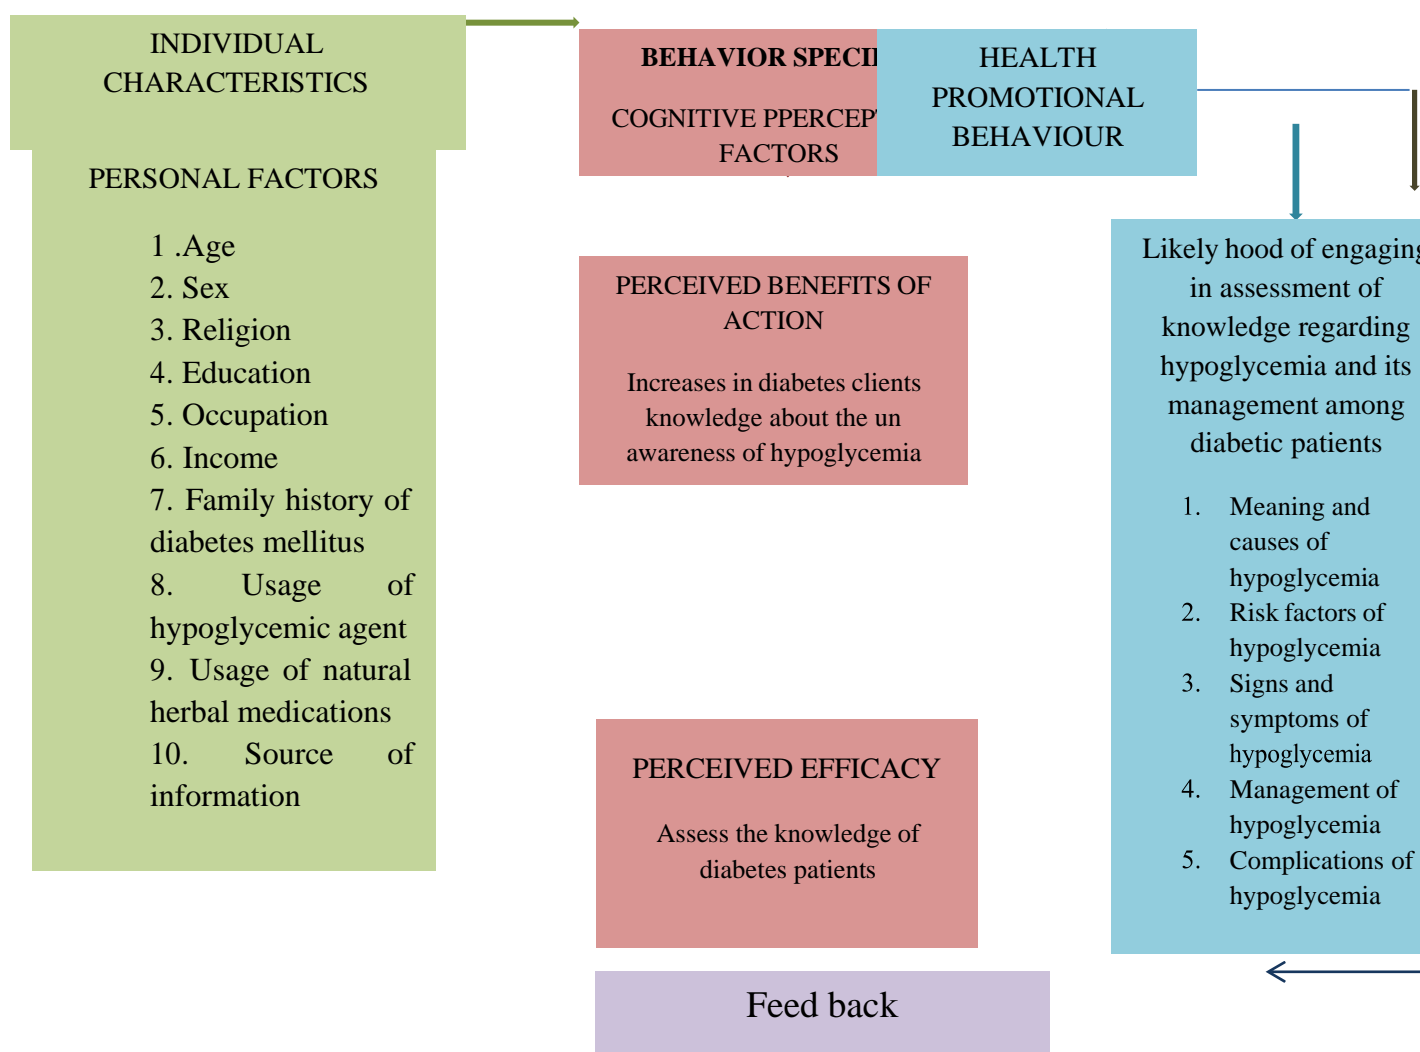 INDIVIDUAL
CHARACTERISTICS
PERSONAL FACTORS
1 .Age
2. Sex
3. Religion
4. Education
5. Occupation
6. Income
7. Family history of
diabetes mellitus
8. Usage of
hypoglycemic agent
9. Usage of natural
herbal medications
10. Source of
information
BEHAVIOR
COGNITIVE
FACTORS
PERCEIVED BENEFITS OF
ACTION
Increases in diabetes clients
knowledge about the un
awareness of hypoglycemia
PERCEIVED EFFICACY
Assess the knowledge of
diabetes patients
Feed back
HEALTH
PROMOTIONAL
BEHAVIOUR
Likely hood of engaging
in assessment of
knowledge regarding
hypoglycemia and its
management among
diabetic patients
1. Meaning and
causes of
hypoglycemia
2. Risk factors of
hypoglycemia
3. Signs and
symptoms of
hypoglycemia
4. Management of
hypoglycemia
5. Complications of
hypoglycemia